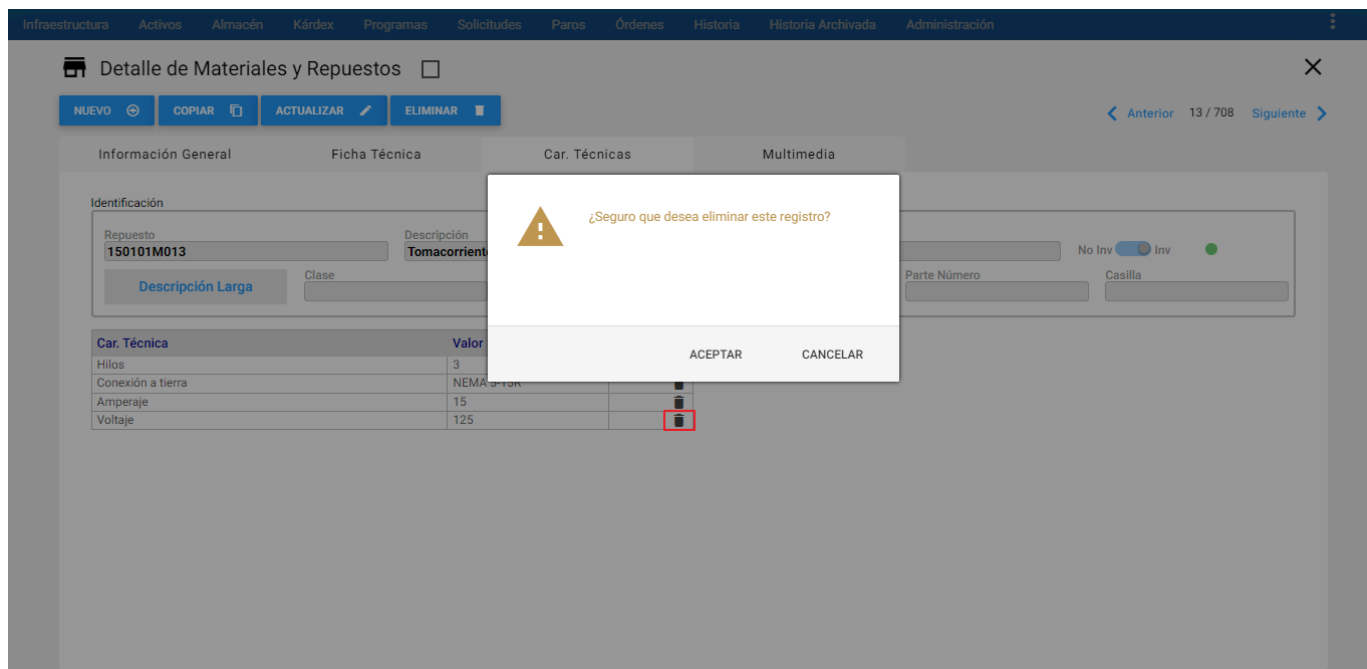 Infraestructura Activos Almacén Kárdex Programas Solicitudes Paros Órdenes Historia Historia Archivada Administración
Detalle de Materiales y Repuestos
NUEVO COPIAR ACTUALIZAR ELIMINAR
Anterior 13 / 708 Siguiente
Información General Ficha Técnica Car. Técnicas Multimedia
¿Seguro que desea eliminar este registro?
ACEPTAR CANCELAR
Identificación
Repuesto Descripción
150101M013 Tomacorriente
No Inv Inv
Descripción Larga Clase Parte Número Casilla
Car. Técnica Valor
Hilos 3
Conexión a tierra NEMA 5-15R
Amperaje 15
Voltaje 125